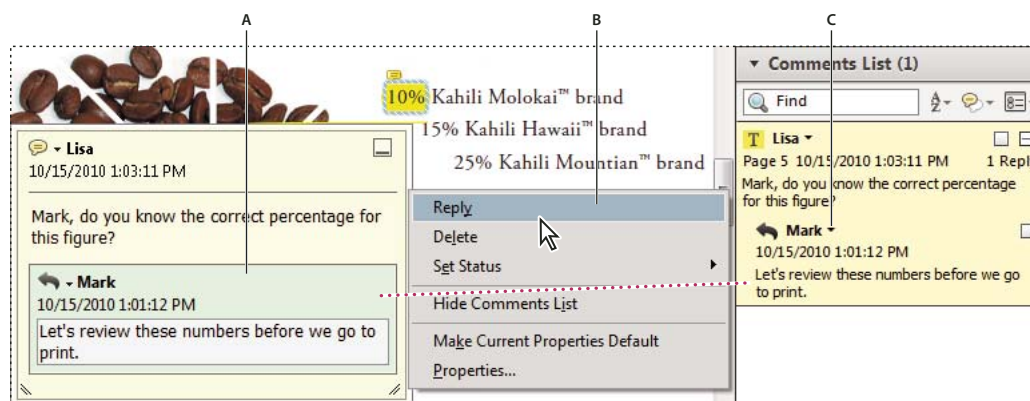 A
B
C
10% Kahili Molokai™ brand
15% Kahili Hawaii™ brand
25% Kahili Mountian™ brand
Lisa
10/15/2010 1:03:11 PM
Mark, do you know the correct percentage for
this figure?
Mark
10/15/2010 1:01:12 PM
Let's review these numbers before we go to
print.
Reply
Delete
Set Status
Hide Comments List
Make Current Properties Default
Properties...
Comments List (1)
Find
T Lisa
Page 5 10/15/2010 1:03:11 PM 1 Repl
Mark, do you know the correct percentage
for this figure?
Mark
10/15/2010 1:01:12 PM
Let's review these numbers before we go
to print.